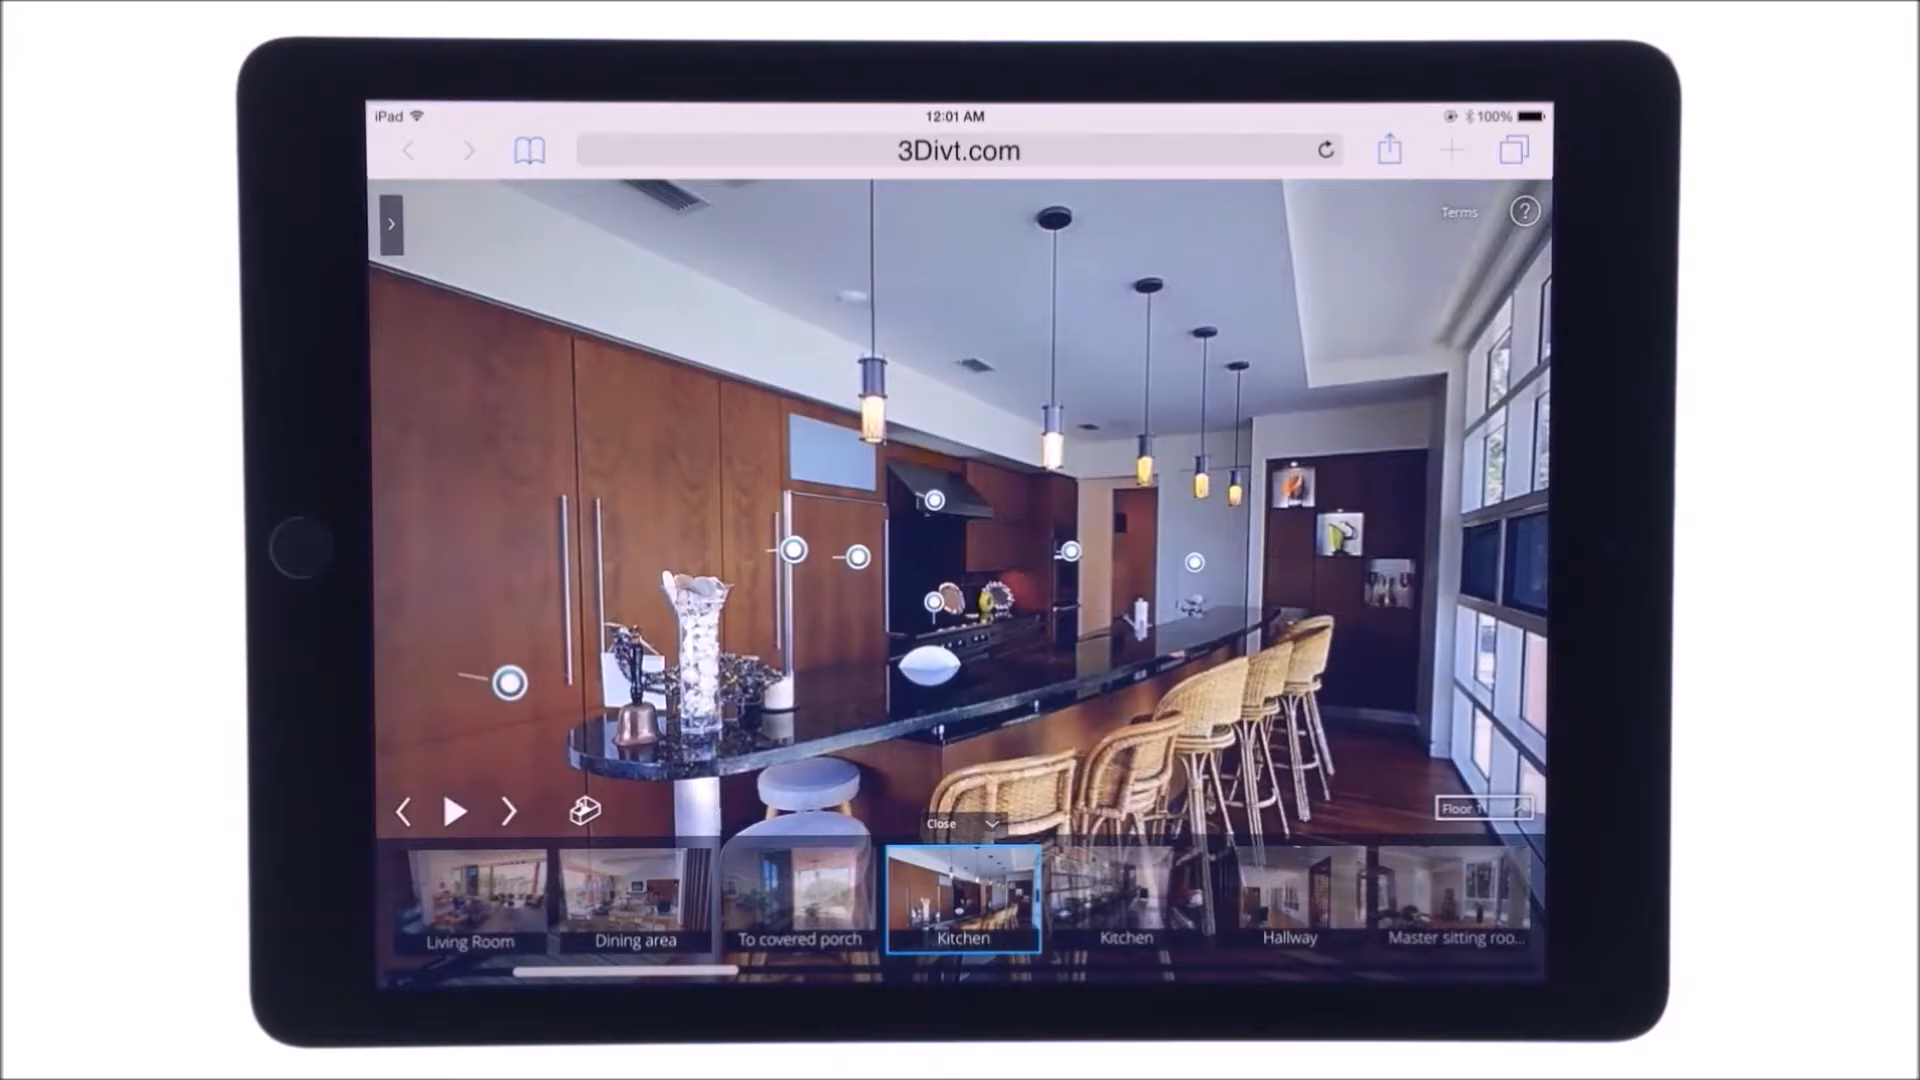 iPad
12:01 AM
100%
3Divt.com
Terms
?
Floor 1
Close
Living Room
Dining area
To covered porch
Kitchen
Kitchen
Hallway
Master sitting roo...